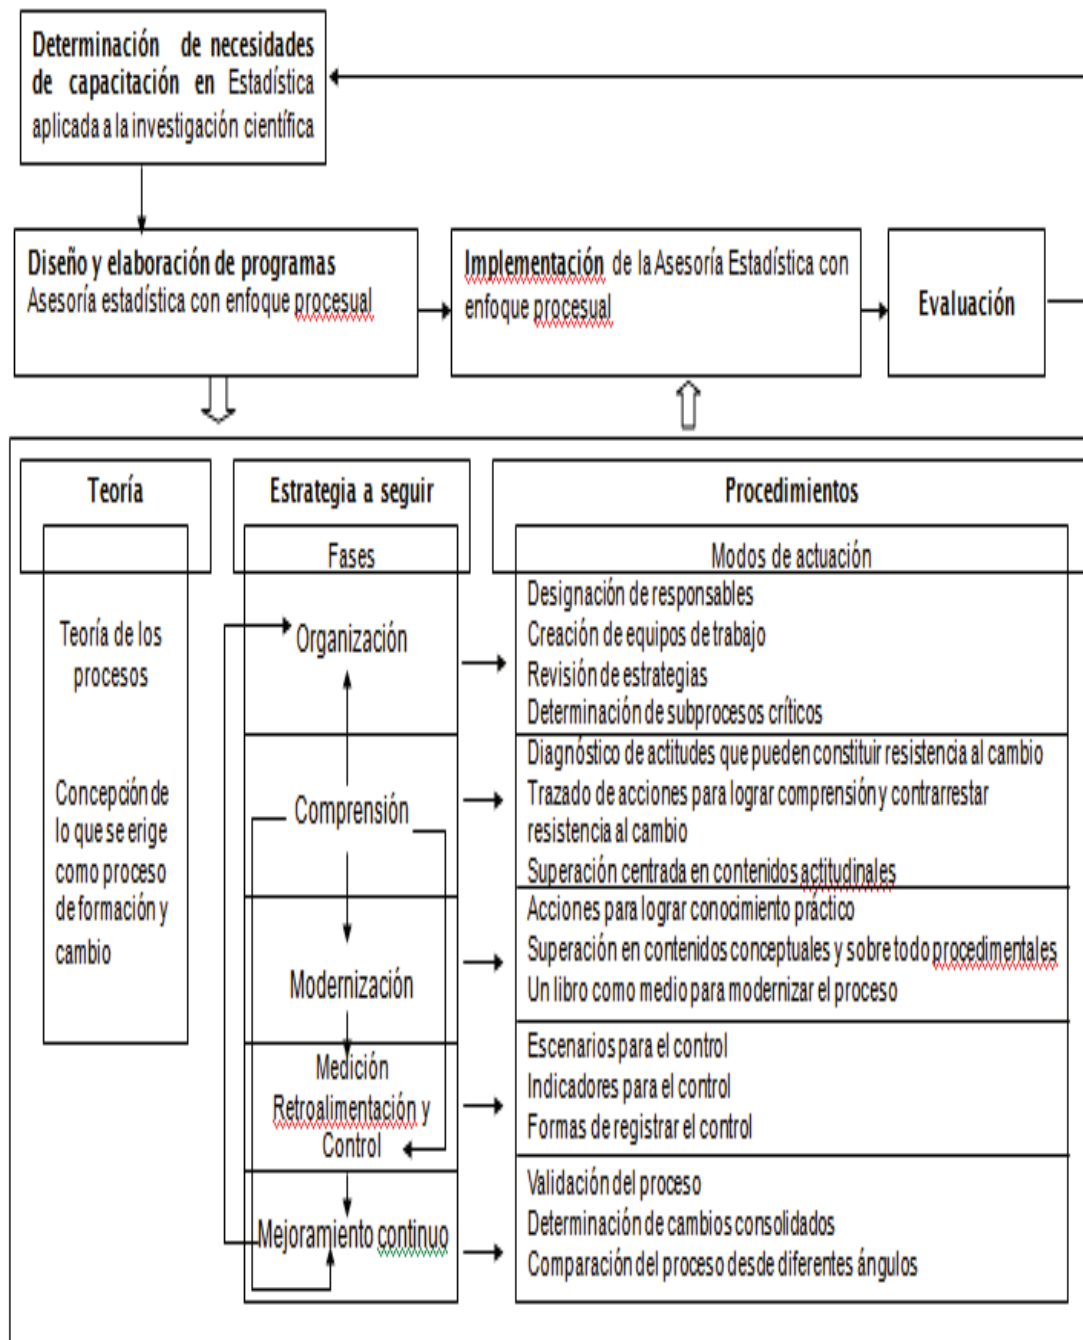 Determinación de necesidades
de capacitación en Estadística
aplicada a la investigación científica
Diseño y elaboración de programas
Asesoría estadística con enfoque procesual
Implementación de la Asesoría Estadística con
enfoque procesual
Evaluación
Teoría
Teoría de los
procesos
Concepción de
lo que se erige
como proceso
de formación y
cambio
Estrategia a seguir
Fases
Organización
Comprensión
Modernización
Medición
Retroalimentación y
Control
Mejoramiento continuo
Procedimientos
Modos de actuación
Designación de responsables
Creación de equipos de trabajo
Revisión de estrategias
Determinación de subprocesos críticos
Diagnóstico de actitudes que pueden constituir resistencia al cambio
Trazado de acciones para lograr comprensión y contrarrestar
resistencia al cambio
Superación centrada en contenidos actitudinales
Acciones para lograr conocimiento práctico
Superación en contenidos conceptuales y sobre todo procedimentales
Un libro como medio para modernizar el proceso
Escenarios para el control
Indicadores para el control
Formas de registrar el control
Validación del proceso
Determinación de cambios consolidados
Comparación del proceso desde diferentes ángulos